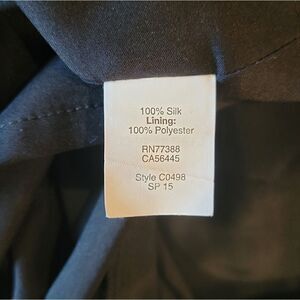 100% Silk
Lining:
100% Polyester
RN77388
CA56445
Style C0498
SP 15